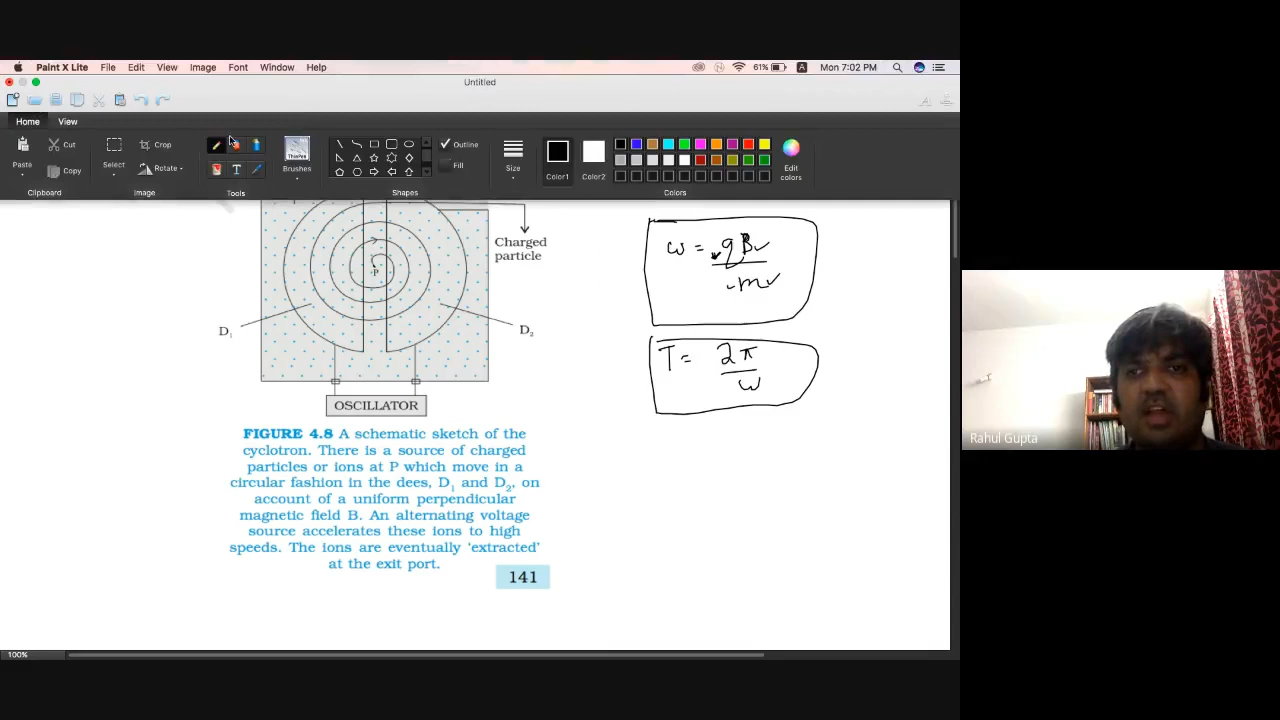 Paint X Lite File Edit View Image Font Window Help 61% A Mon 7:02 PM
Untitled
Home View
Paste Cut Copy Clipboard
Select Crop Rotate Image
T Tools
ThinPen Brushes
Outline Fill Shapes
Size
Color1 Color2 Edit colors Colors
Charged
particle
P
D1 D2
OSCILLATOR
FIGURE 4.8 A schematic sketch of the
cyclotron. There is a source of charged
particles or ions at P which move in a
circular fashion in the dees, D1 and D2, on
account of a uniform perpendicular
magnetic field B. An alternating voltage
source accelerates these ions to high
speeds. The ions are eventually 'extracted'
at the exit port.
141
ω = qB
m
T = 2π
ω
Rahul Gupta
100%